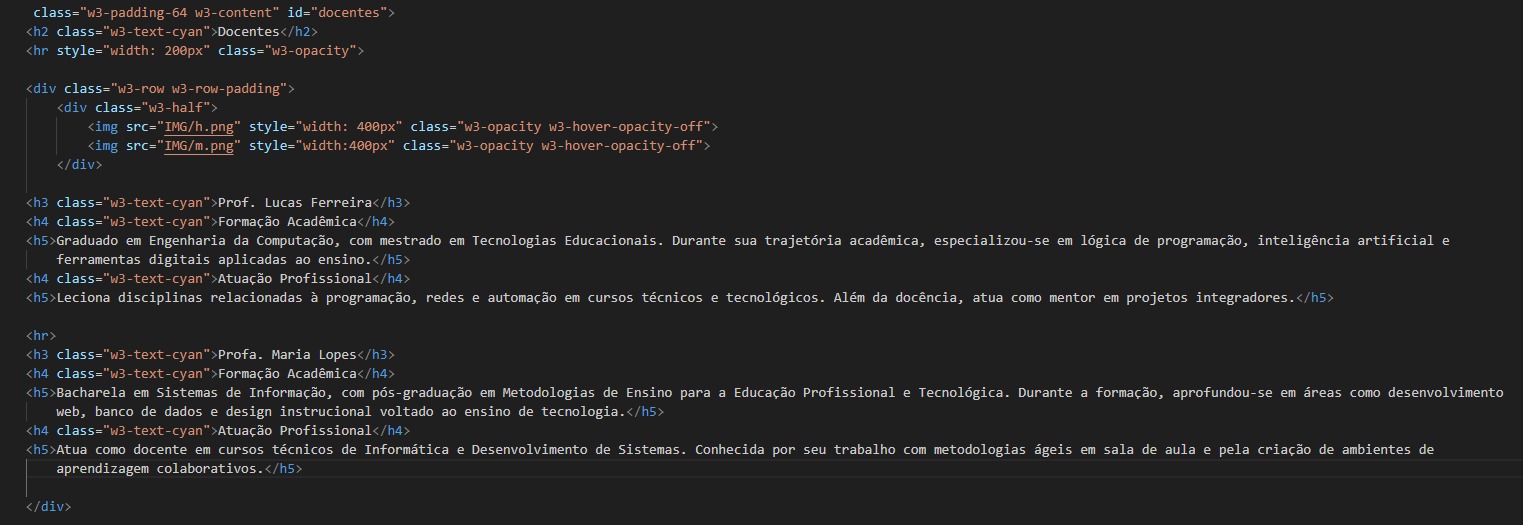 class="w3-padding-64 w3-content" id="docentes">
<h2 class="w3-text-cyan">Docentes</h2>
<hr style="width: 200px" class="w3-opacity">
<div class="w3-row w3-row-padding">
<div class="w3-half">
<img src="IMG/h.png" style="width: 400px" class="w3-opacity w3-hover-opacity-off">
<img src="IMG/m.png" style="width:400px" class="w3-opacity w3-hover-opacity-off">
</div>
<h3 class="w3-text-cyan">Prof. Lucas Ferreira</h3>
<h4 class="w3-text-cyan">Formação Acadêmica</h4>
<h5>Graduado em Engenharia da Computação, com mestrado em Tecnologias Educacionais. Durante sua trajetória acadêmica, especializou-se em lógica de programação, inteligência artificial e
ferramentas digitais aplicadas ao ensino.</h5>
<h4 class="w3-text-cyan">Atuação Profissional</h4>
<h5>Leciona disciplinas relacionadas à programação, redes e automação em cursos técnicos e tecnológicos. Além da docência, atua como mentor em projetos integradores.</h5>
<hr>
<h3 class="w3-text-cyan">Profa. Maria Lopes</h3>
<h4 class="w3-text-cyan">Formação Acadêmica</h4>
<h5>Bacharela em Sistemas de Informação, com pós-graduação em Metodologias de Ensino para a Educação Profissional e Tecnológica. Durante a formação, aprofundou-se em áreas como desenvolvimento
web, banco de dados e design instrucional voltado ao ensino de tecnologia.</h5>
<h4 class="w3-text-cyan">Atuação Profissional</h4>
<h5>Atua como docente em cursos técnicos de Informática e Desenvolvimento de Sistemas. Conhecida por seu trabalho com metodologias ágeis em sala de aula e pela criação de ambientes de
aprendizagem colaborativos.</h5>
</div>